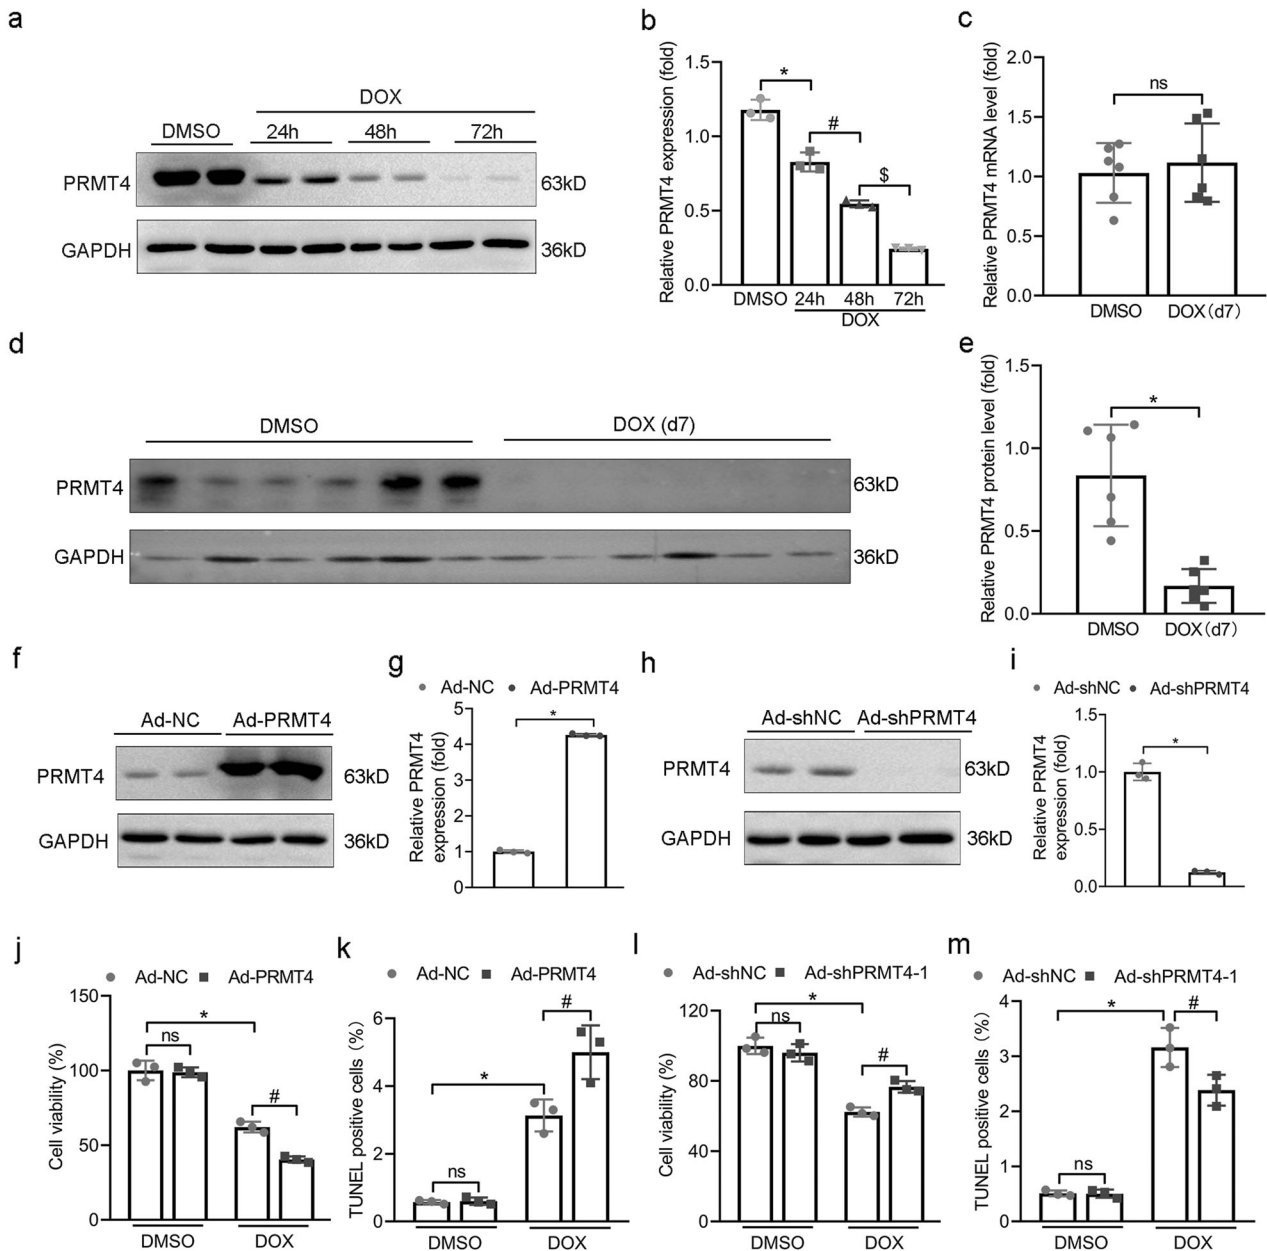 a
DOX
DMSO 24h 48h 72h
PRMT4 63kD
GAPDH 36kD
b
Relative PRMT4 expression (fold)
1.5
1.0
0.5
0.0
*
#
$
DMSO 24h 48h 72h
DOX
c
Relative PRMT4 mRNA level (fold)
2.0
1.5
1.0
0.5
0.0
ns
DMSO DOX(d7)
d
DMSO DOX (d7)
PRMT4 63kD
GAPDH 36kD
e
Relative PRMT4 protein level (fold)
1.5
1.0
0.5
0.0
*
DMSO DOX(d7)
f
Ad-NC Ad-PRMT4
PRMT4 63kD
GAPDH 36kD
g
Ad-NC Ad-PRMT4
Relative PRMT4
expression (fold)
5
4
3
2
1
0
*
h
Ad-shNC Ad-shPRMT4
PRMT4 63kD
GAPDH 36kD
i
Ad-shNC Ad-shPRMT4
Relative PRMT4
expression (fold)
1.5
1.0
0.5
0.0
*
j
Ad-NC Ad-PRMT4
Cell viability (%)
150
100
50
0
*
ns
#
DMSO DOX
k
Ad-NC Ad-PRMT4
TUNEL positive cells (%)
6
4
2
0
#
*
ns
DMSO DOX
l
Ad-shNC Ad-shPRMT4-1
Cell viability (%)
120
80
40
0
*
ns
#
DMSO DOX
m
Ad-shNC Ad-shPRMT4-1
TUNEL positive cells (%)
4
3
2
1
0
*
#
ns
DMSO DOX